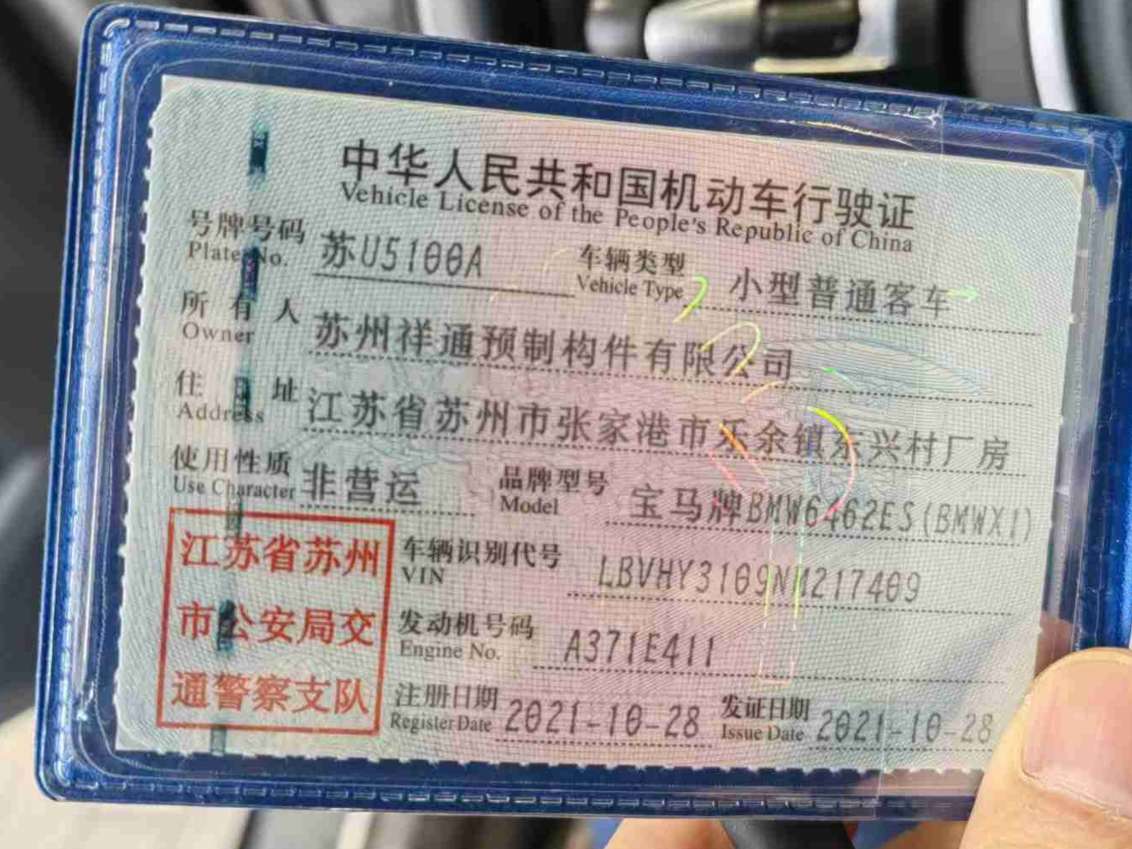 中华人民共和国机动车行驶证
Vehicle License of the People's Republic of China
号牌号码 苏U5100A 车辆类型 小型普通客车
Plate No. Vehicle Type
所有人 苏州祥通预制构件有限公司
Owner
住址 江苏省苏州市张家港市乐余镇东兴村厂房
Address
使用性质 非营运 品牌型号 宝马牌BMW6462ES(BMWX1)
Use Character Model
江苏省苏州 车辆识别代号 LBVHY3109NM217409
VIN
市公安局交 发动机号码 A371E411
Engine No.
通警察支队 注册日期 2021-10-28 发证日期 2021-10-28
Register Date Issue Date